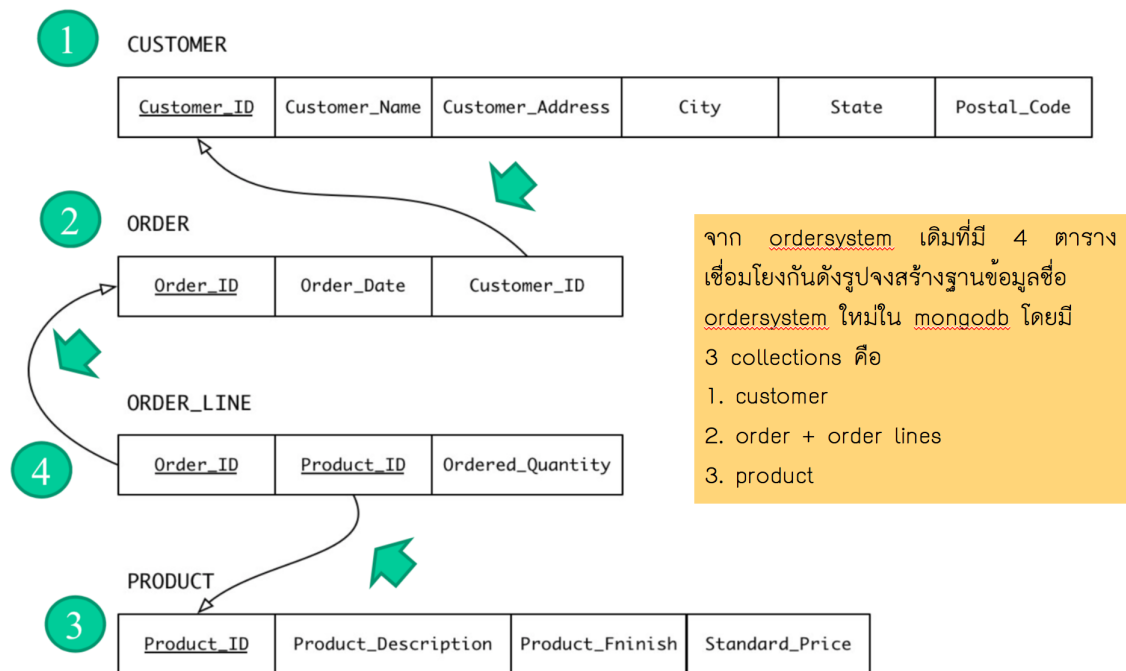 1
CUSTOMER
Customer_ID Customer_Name Customer_Address City State Postal_Code
2
ORDER
Order_ID Order_Date Customer_ID
ORDER_LINE
4
Order_ID Product_ID Ordered_Quantity
PRODUCT
3
Product_ID Product_Description Product_Fninish Standard_Price
จาก ordersystem เดิมที่มี 4 ตาราง
เชื่อมโยงกันดังรูปจงสร้างฐานข้อมูลชื่อ
ordersystem ใหม่ใน mongodb โดยมี
3 collections คือ
1. customer
2. order + order lines
3. product